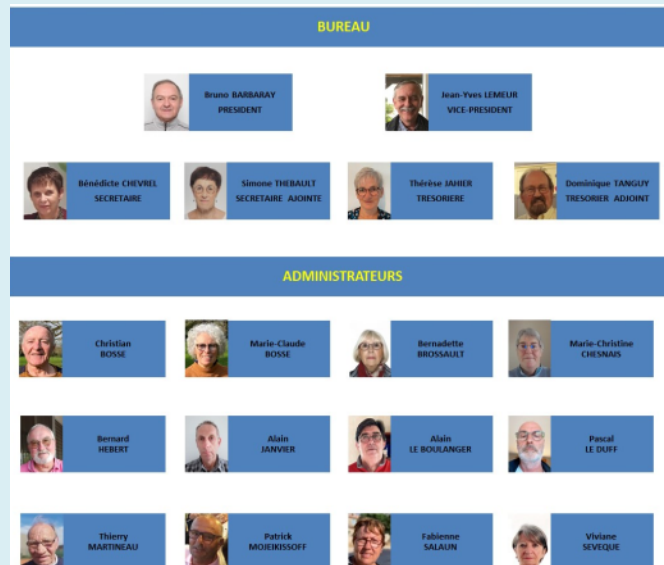 BUREAU
Bruno BARBARAY
PRESIDENT
Jean-Yves LEMEUR
VICE-PRESIDENT
Bénédicte CHEVREL
SECRETAIRE
Simone THEBAULT
SECRETAIRE AJOINTE
Thérèse JAHIER
TRESORIERE
Dominique TANGUY
TRESORIER ADJOINT
ADMINISTRATEURS
Christian
BOSSE
Marie-Claude
BOSSE
Bernadette
BROSSAULT
Marie-Christine
CHESNAIS
Bernard
HEBERT
Alain
JANVIER
Alain
LE BOULANGER
Pascal
LE DUFF
Thierry
MARTINEAU
Patrick
MOJEIKISSOFF
Fabienne
SALAUN
Viviane
SEVEQUE